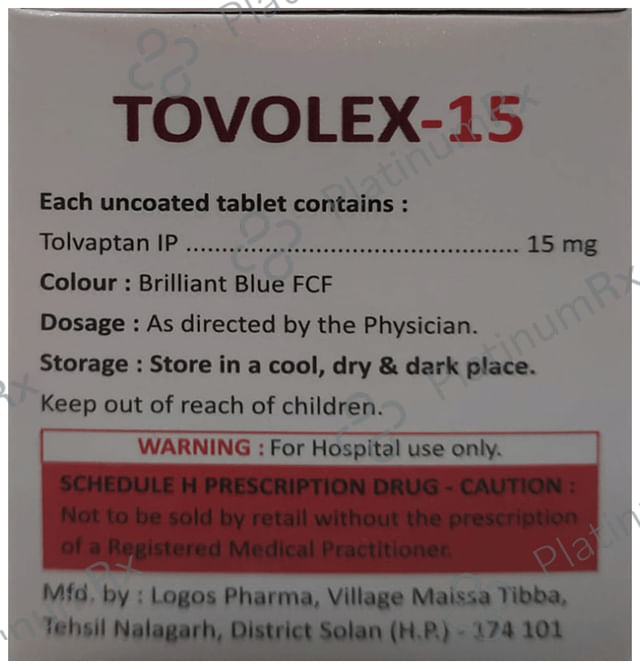 TOVOLEX-15
Each uncoated tablet contains :
Tolvaptan IP .................................................. 15 mg
Colour : Brilliant Blue FCF
Dosage : As directed by the Physician.
Storage : Store in a cool, dry & dark place.
Keep out of reach of children.
WARNING : For Hospital use only.
SCHEDULE H PRESCRIPTION DRUG - CAUTION :
Not to be sold by retail without the prescription
of a Registered Medical Practitioner.
Mfd. by : Logos Pharma, Village Maissa Tibba,
Tehsil Nalagarh, District Solan (H.P.) - 174 101
PlatinumRx
PlatinumRx